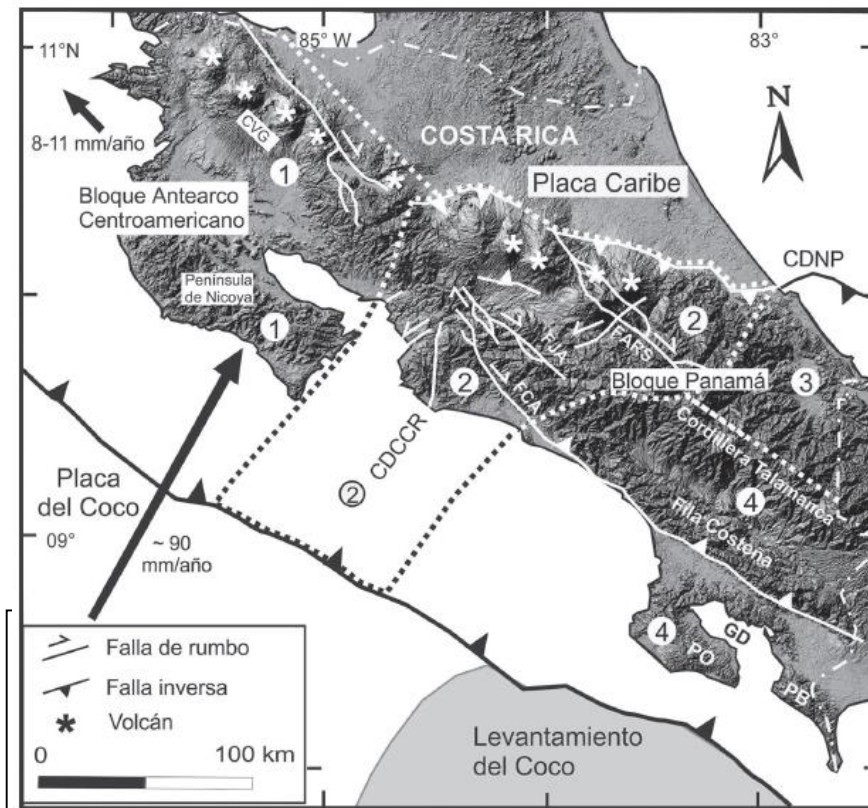 11°N
85° W
83°
8-11 mm/año
CVG
COSTA RICA
N
1
Placa Caribe
Bloque Antearco
Centroamericano
CDNP
Península
de Nicoya
1
2
FJA
FARS
2
FCA
Bloque Panamá
3
CDCCR
Cordillera Talamanca
Placa
del Coco
2
4
Fila Costeña
09°
~ 90
mm/año
4
GD
PO
PB
Falla de rumbo
Falla inversa
Volcán
0
100 km
Levantamiento
del Coco